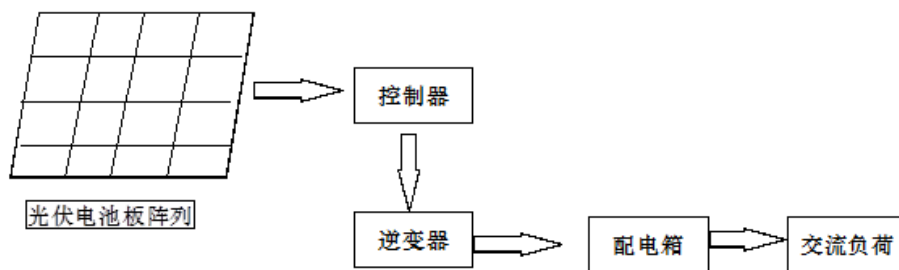 控制器
光伏电池板阵列
逆变器
配电箱
交流负荷